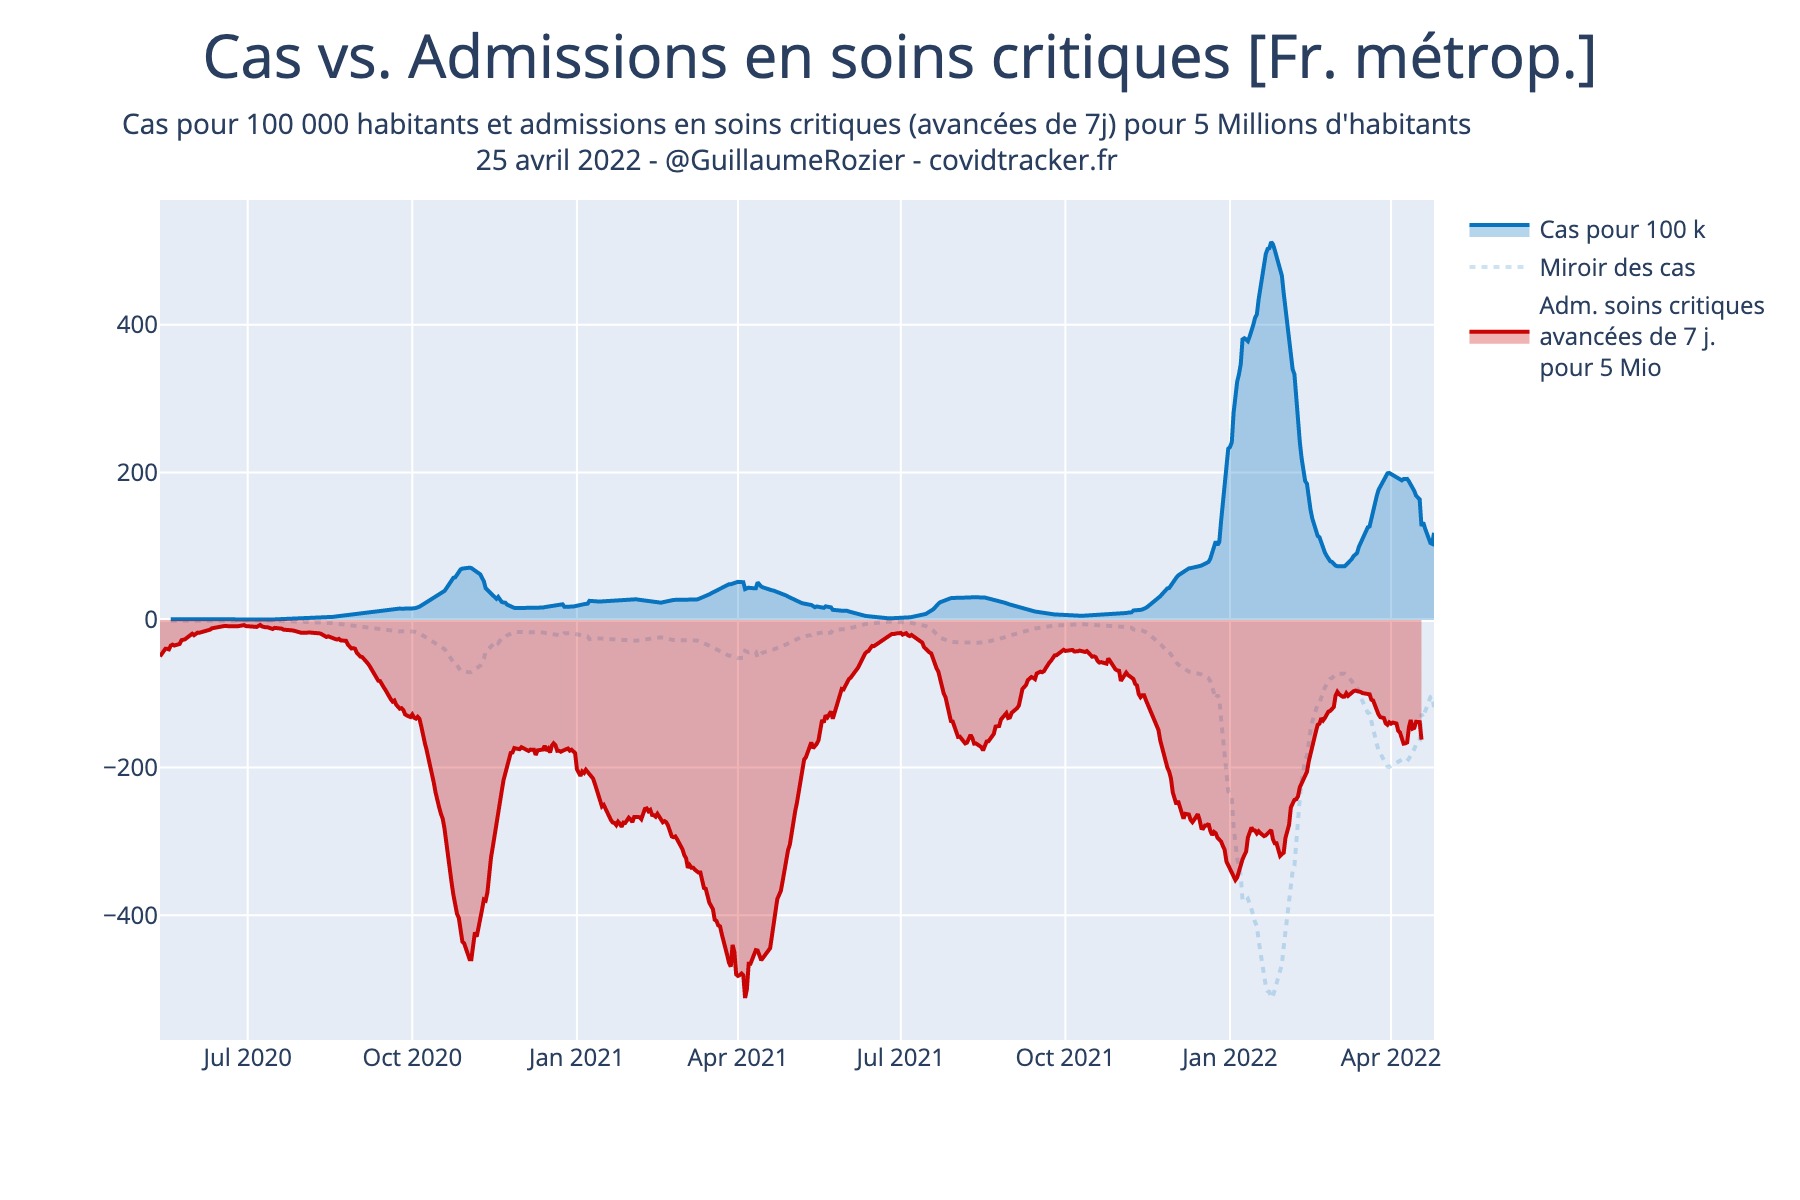 Cas vs. Admissions en soins critiques [Fr. métrop.]
Cas pour 100 000 habitants et admissions en soins critiques (avancées de 7j) pour 5 Millions d'habitants
25 avril 2022 - @GuillaumeRozier - covidtracker.fr
Cas pour 100 k
Miroir des cas
Adm. soins critiques
avancées de 7 j.
pour 5 Mio
400
200
0
−200
−400
Jul 2020
Oct 2020
Jan 2021
Apr 2021
Jul 2021
Oct 2021
Jan 2022
Apr 2022